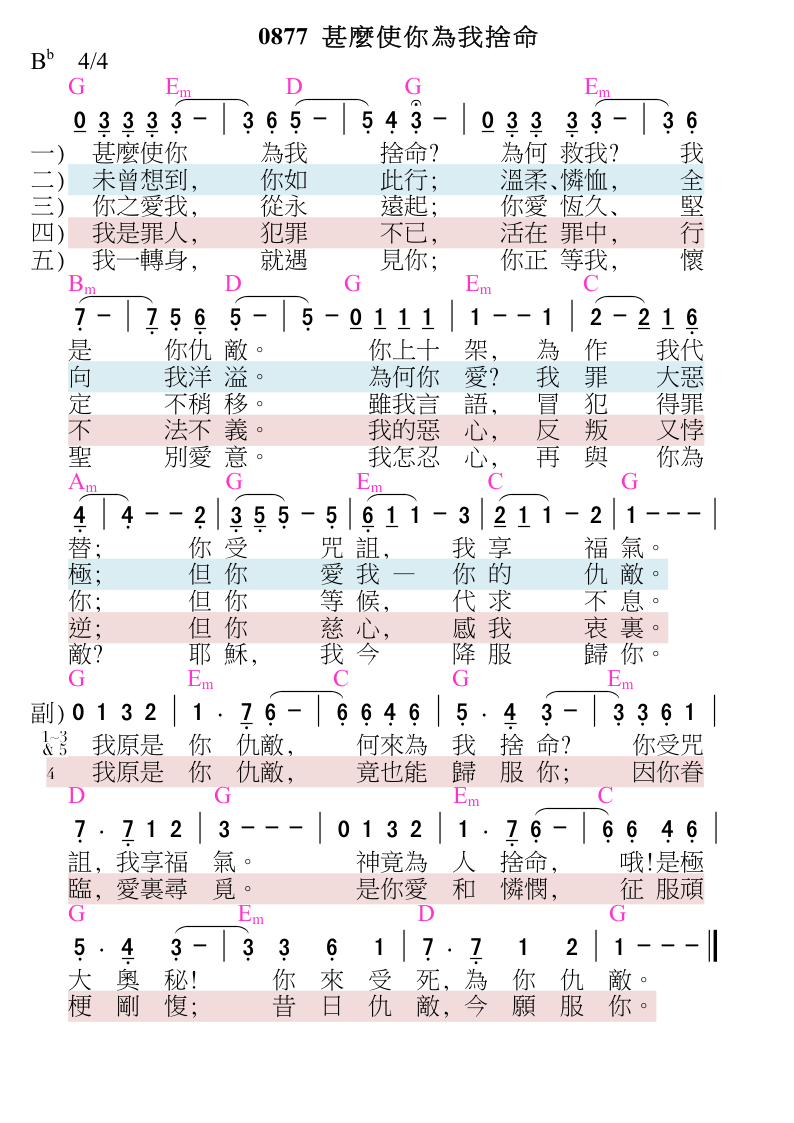 0877 甚麼使你為我捨命
Bb 4/4
G Em D G Em
0 3 3 3 3 - | 3 6 5 - | 5 4 3 - | 0 3 3 3 3 - | 3 6
一) 甚麼使你 為我 捨命? 為何 救我? 我
二) 未曾想到, 你如 此行; 溫柔、憐恤, 全
三) 你之愛我, 從永 遠起; 你愛 恆久、 堅
四) 我是罪人, 犯罪 不已, 活在 罪中, 行
五) 我一轉身, 就遇 見你; 你正 等我, 懷
Bm D G Em C
7 - | 7 5 6 5 - | 5 - 0 1 1 1 | 1 - - 1 | 2 - 2 1 6
是 你仇 敵。 你上十 架, 為 作 我代
向 我洋 溢。 為何你 愛? 我 罪 大惡
定 不稍 移。 雖我言 語, 冒 犯 得罪
不 法不 義。 我的惡 心, 反 叛 又悖
聖 別愛 意。 我怎忍 心, 再 與 你為
Am G Em C G
4 | 4 - - 2 | 3 5 5 - 5 | 6 1 1 - 3 | 2 1 1 - 2 | 1 - - - |
替; 你 受 咒 詛, 我 享 福 氣。
極; 但 你 愛 我 — 你 的 仇 敵。
你; 但 你 等 候, 代 求 不 息。
逆; 但 你 慈 心, 感 我 衷 裏。
敵? 耶 穌, 我 今 降 服 歸 你。
G Em C G Em
副) 0 1 3 2 | 1 · 7 6 - | 6 6 4 6 | 5 · 4 3 - | 3 3 6 1 |
1~3 & 5 我原是 你 仇敵, 何來為 我 捨 命? 你受咒
4 我原是 你 仇敵, 竟也能 歸 服 你; 因你眷
D G Em C
7 · 7 1 2 | 3 - - - | 0 1 3 2 | 1 · 7 6 - | 6 6 4 6 |
詛, 我享福 氣。 神竟為 人 捨命, 哦!是極
臨, 愛裏尋 覓。 是你愛 和 憐憫, 征 服頑
G Em D G
5 · 4 3 - | 3 3 6 1 | 7 · 7 1 2 | 1 - - - ||
大 奧 秘! 你 來 受 死, 為 你 仇 敵。
梗 剛 愎; 昔 日 仇 敵, 今 願 服 你。